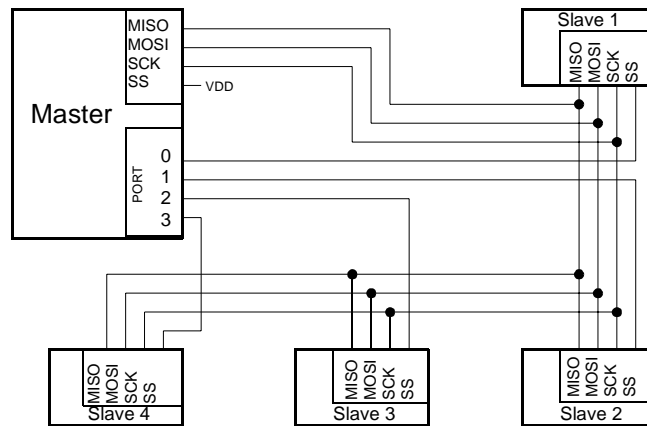 MISO
MOSI
SCK
SS
VDD
Master
PORT
0
1
2
3
Slave 1
MISO
MOSI
SCK
SS
MISO
MOSI
SCK
SS
Slave 4
MISO
MOSI
SCK
SS
Slave 3
MISO
MOSI
SCK
SS
Slave 2